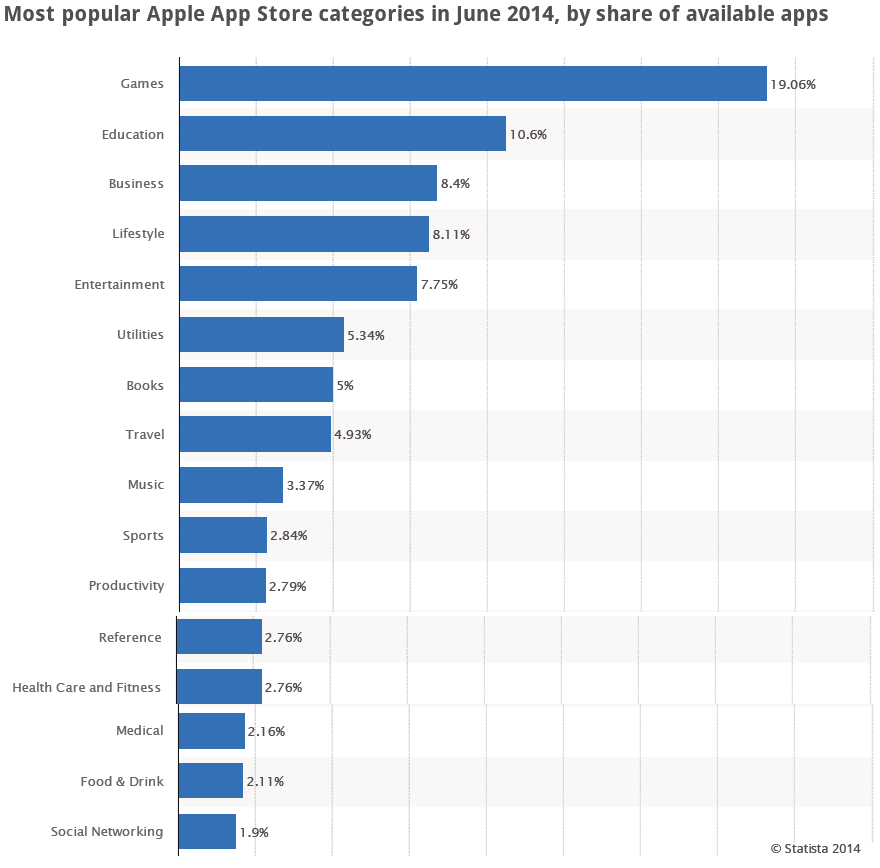 Most popular Apple App Store categories in June 2014, by share of available apps
Games 19.06%
Education 10.6%
Business 8.4%
Lifestyle 8.11%
Entertainment 7.75%
Utilities 5.34%
Books 5%
Travel 4.93%
Music 3.37%
Sports 2.84%
Productivity 2.79%
Reference 2.76%
Health Care and Fitness 2.76%
Medical 2.16%
Food & Drink 2.11%
Social Networking 1.9%
© Statista 2014